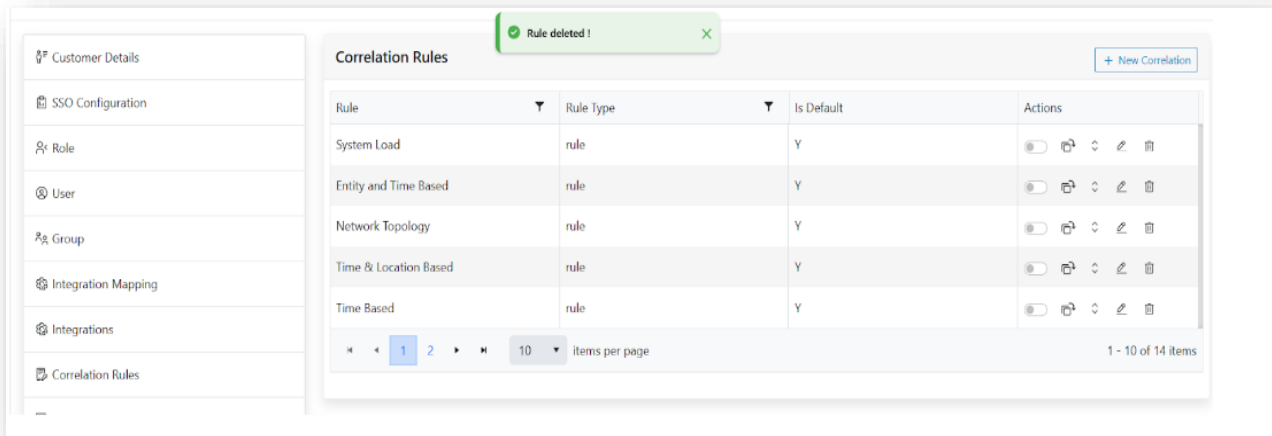 Rule deleted !
Customer Details
SSO Configuration
Role
User
Group
Integration Mapping
Integrations
Correlation Rules
Correlation Rules
+ New Correlation
Rule Rule Type Is Default Actions
System Load rule Y
Entity and Time Based rule Y
Network Topology rule Y
Time & Location Based rule Y
Time Based rule Y
1 2 10 items per page 1 - 10 of 14 items